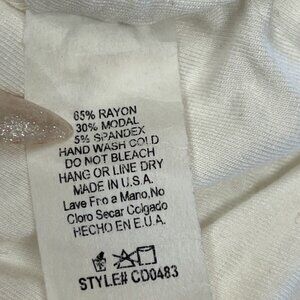 65% RAYON
30% MODAL
5% SPANDEX
HAND WASH COLD
DO NOT BLEACH
HANG OR LINE DRY
MADE IN U.S.A.
Lave Frio a Mano,No
Cloro Secar Colgado
HECHO EN E.U.A.
STYLE# CD0483